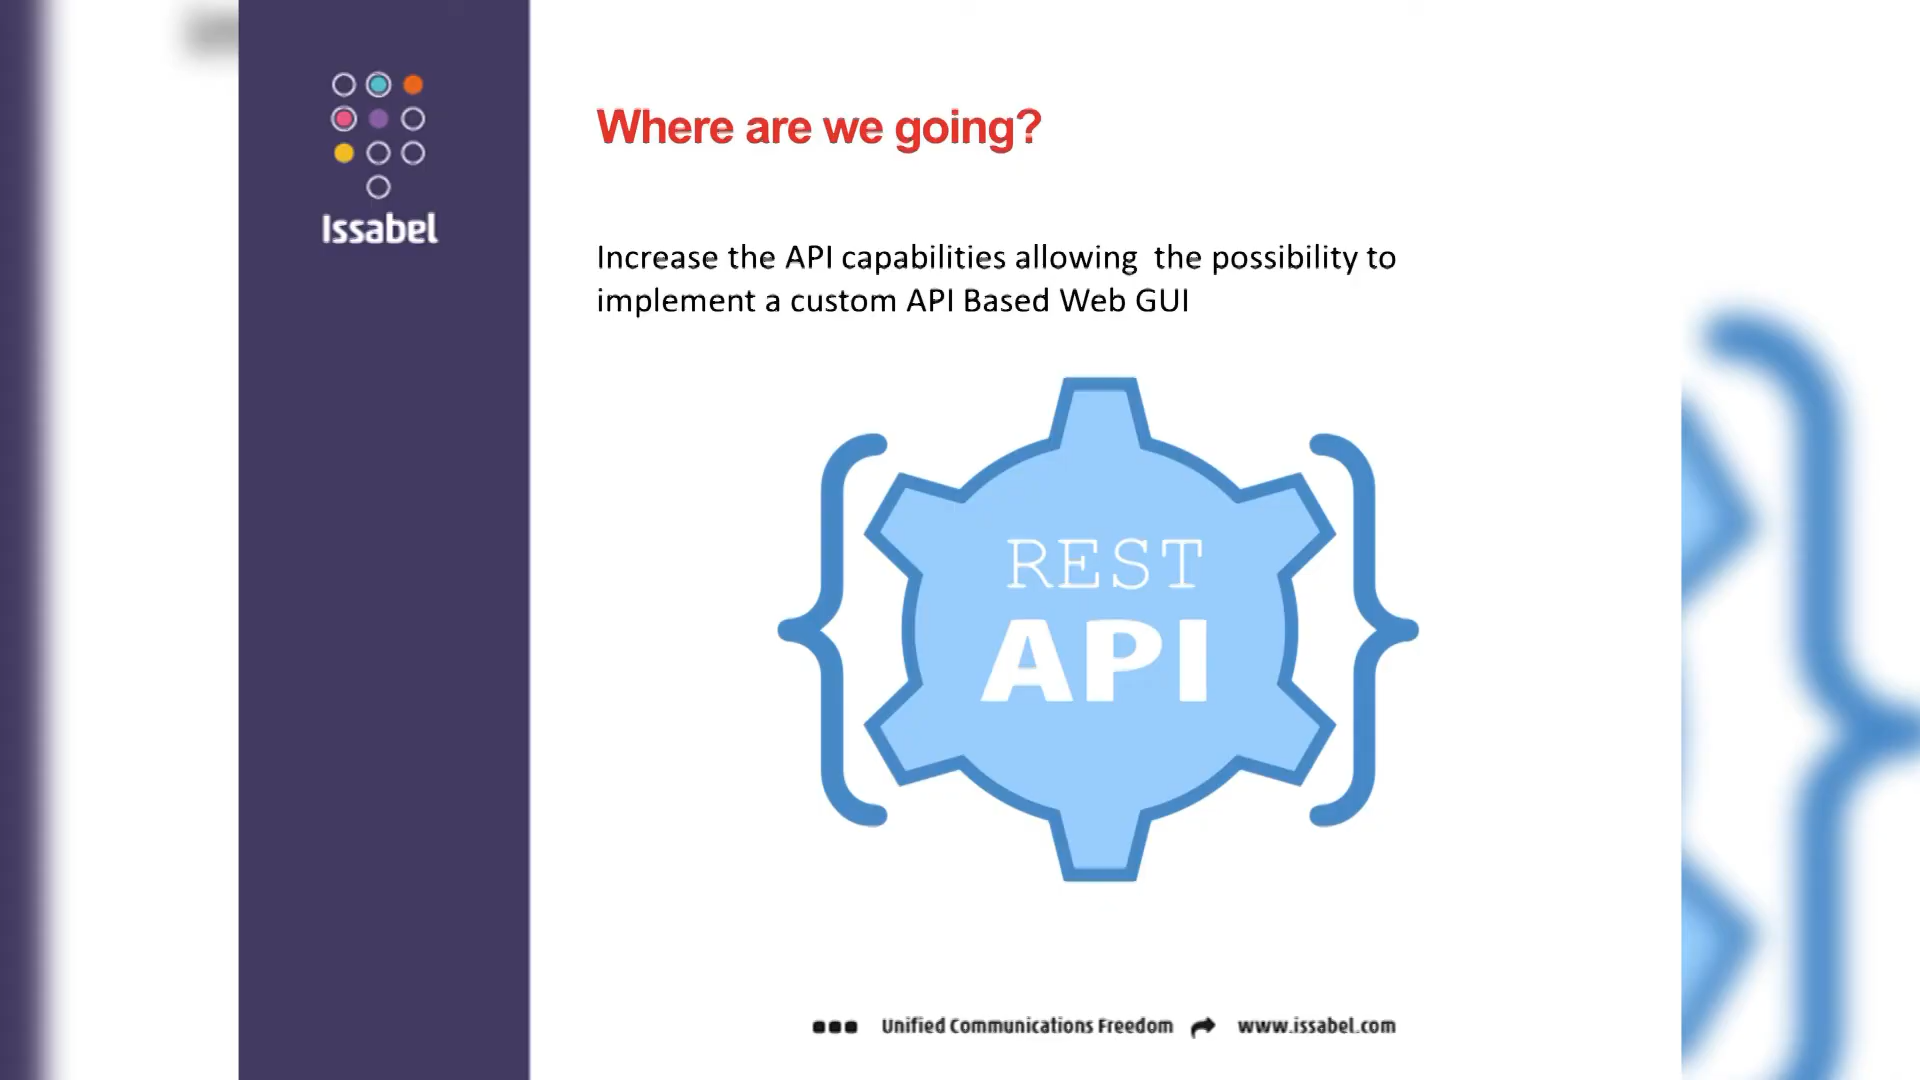 Issabel
Where are we going?
Increase the API capabilities allowing  the possibility to
implement a custom API Based Web GUI
REST
API
Unified Communications Freedom
www.issabel.com